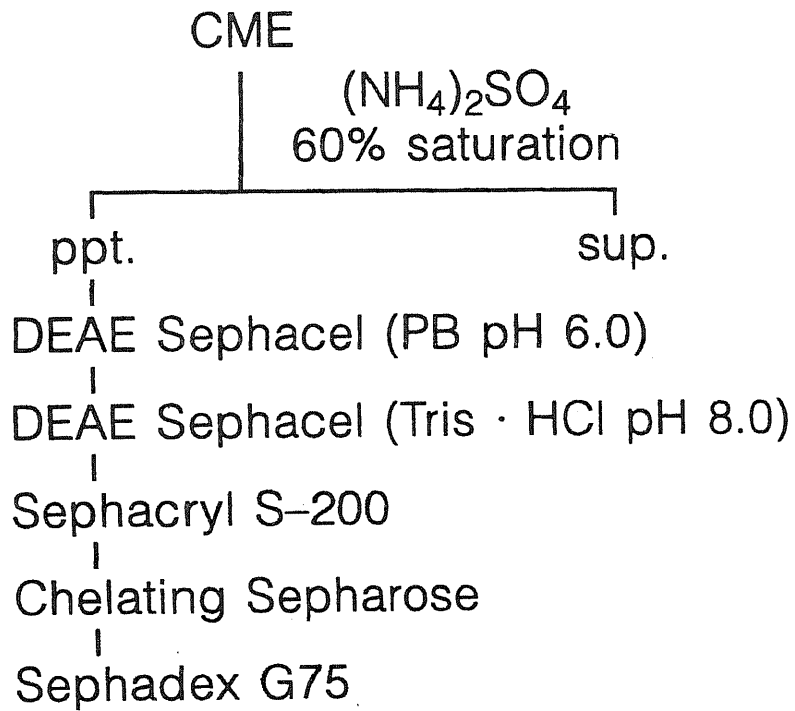 CME
(NH₄)₂SO₄
60% saturation
ppt. sup.
DEAE Sephacel (PB pH 6.0)
DEAE Sephacel (Tris · HCl pH 8.0)
Sephacryl S–200
Chelating Sepharose
Sephadex G75